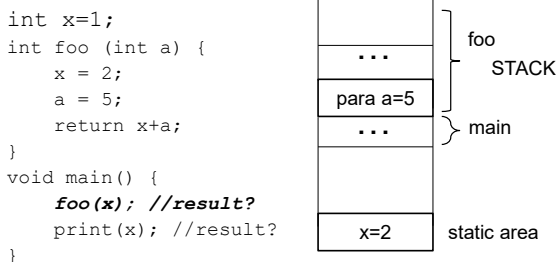 int x=1;
int foo (int a) {
    x = 2;
    a = 5;
    return x+a;
}
void main() {
    foo(x); //result?
    print(x); //result?
}
...
foo
STACK
para a=5
...
main
x=2
static area